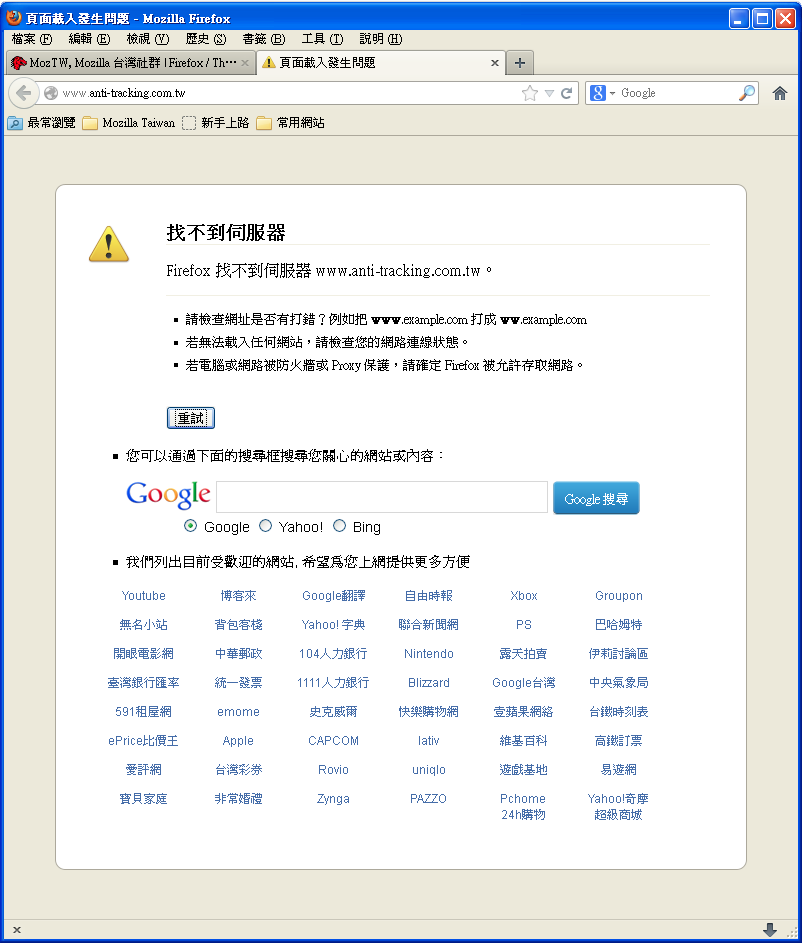 頁面載入發生問題 - Mozilla Firefox
檔案 (F) 編輯 (E) 檢視 (V) 歷史 (S) 書籤 (B) 工具 (T) 說明 (H)
MozTW, Mozilla 台灣社群 | Firefox / Th··· 頁面載入發生問題
www.anti-tracking.com.tw Google
最常瀏覽 Mozilla Taiwan 新手上路 常用網站
找不到伺服器
Firefox 找不到伺服器 www.anti-tracking.com.tw。
請檢查網址是否有打錯？例如把 www.example.com 打成 ww.example.com
若無法載入任何網站，請檢查您的網路連線狀態。
若電腦或網路被防火牆或 Proxy 保護，請確定 Firefox 被允許存取網路。
重試
您可以通過下面的搜尋框搜尋您關心的網站或內容：
Google Google 搜尋
Google Yahoo! Bing
我們列出目前受歡迎的網站, 希望為您上網提供更多方便
Youtube 博客來 Google翻譯 自由時報 Xbox Groupon
無名小站 背包客棧 Yahoo! 字典 聯合新聞網 PS 巴哈姆特
開眼電影網 中華郵政 104人力銀行 Nintendo 露天拍賣 伊莉討論區
臺灣銀行匯率 統一發票 1111人力銀行 Blizzard Google台灣 中央氣象局
591租屋網 emome 史克威爾 快樂購物網 壹蘋果網絡 台鐵時刻表
ePrice比價王 Apple CAPCOM lativ 維基百科 高鐵訂票
愛評網 台灣彩券 Rovio uniqlo 遊戲基地 易遊網
寶貝家庭 非常婚禮 Zynga PAZZO Pchome 24h購物 Yahoo!奇摩 超級商城